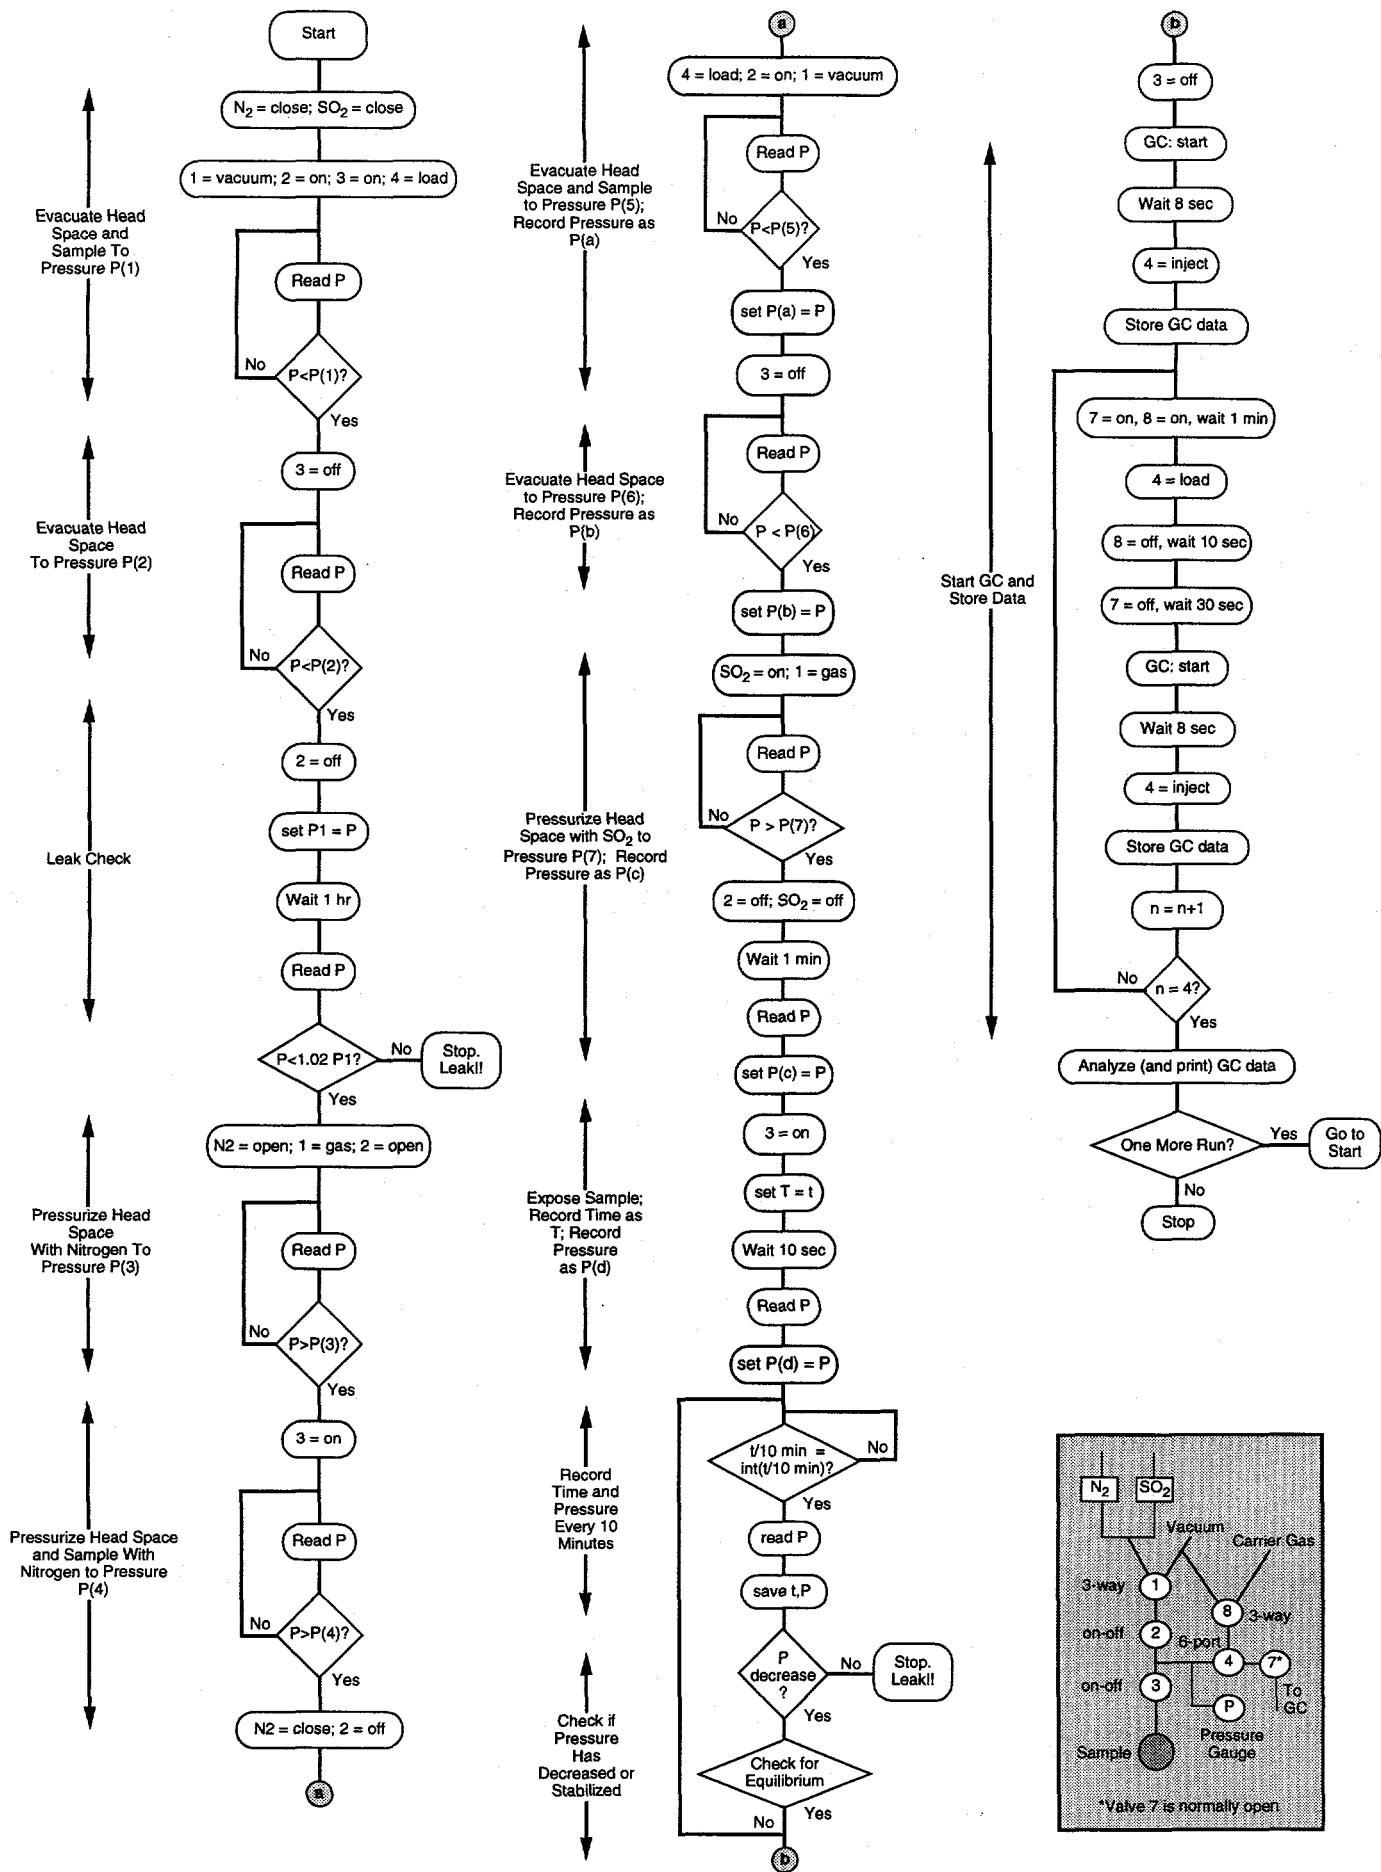 Start
N2 = close; SO2 = close
1 = vacuum; 2 = on; 3 = on; 4 = load
Evacuate Head
Space and
Sample To
Pressure P(1)
Read P
No
P<P(1)?
Yes
3 = off
Evacuate Head
Space
To Pressure P(2)
Read P
No
P<P(2)?
Yes
2 = off
set P1 = P
Leak Check
Wait 1 hr
Read P
P<1.02 P1?
No
Stop.
Leak!!
Yes
N2 = open; 1 = gas; 2 = open
Pressurize Head
Space
With Nitrogen To
Pressure P(3)
Read P
No
P>P(3)?
Yes
3 = on
Pressurize Head Space
and Sample With
Nitrogen to Pressure
P(4)
Read P
No
P>P(4)?
Yes
N2 = close; 2 = off
a
a
4 = load; 2 = on; 1 = vacuum
Evacuate Head
Space and Sample
to Pressure P(5);
Record Pressure as
P(a)
Read P
No
P<P(5)?
Yes
set P(a) = P
3 = off
Evacuate Head Space
to Pressure P(6);
Record Pressure as
P(b)
Read P
No
P < P(6)
Yes
set P(b) = P
SO2 = on; 1 = gas
Pressurize Head
Space with SO2 to
Pressure P(7); Record
Pressure as P(c)
Read P
No
P > P(7)?
Yes
2 = off; SO2 = off
Wait 1 min
Read P
set P(c) = P
3 = on
Expose Sample;
Record Time as
T; Record
Pressure
as P(d)
set T = t
Wait 10 sec
Read P
set P(d) = P
t/10 min =
int(t/10 min)?
No
Yes
Record
Time and
Pressure
Every 10
Minutes
read P
save t,P
P
decrease
?
No
Stop.
Leak!!
Yes
Check if
Pressure
Has
Decreased or
Stabilized
Check for
Equilibrium
Yes
No
b
b
3 = off
GC: start
Wait 8 sec
4 = inject
Store GC data
7 = on, 8 = on, wait 1 min
4 = load
8 = off, wait 10 sec
Start GC and
Store Data
7 = off, wait 30 sec
GC: start
Wait 8 sec
4 = inject
Store GC data
n = n+1
No
n = 4?
Yes
Analyze (and print) GC data
One More Run?
Yes
Go to
Start
No
Stop
N2
SO2
Vacuum
Carrier Gas
3-way
1
8
3-way
on-off
2
6-port
4
7*
on-off
3
To
GC
P
Pressure
Gauge
Sample
*Valve 7 is normally open